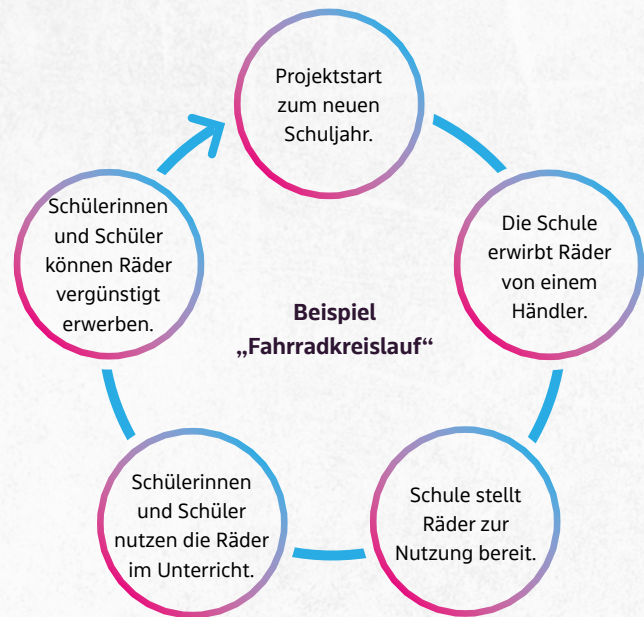 Projektstart
zum neuen
Schuljahr.
Die Schule
erwirbt Räder
von einem
Händler.
Schule stellt
Räder zur
Nutzung bereit.
Schülerinnen
und Schüler
nutzen die Räder
im Unterricht.
Schülerinnen
und Schüler
können Räder
vergünstigt
erwerben.
Beispiel
„Fahrradkreislauf“